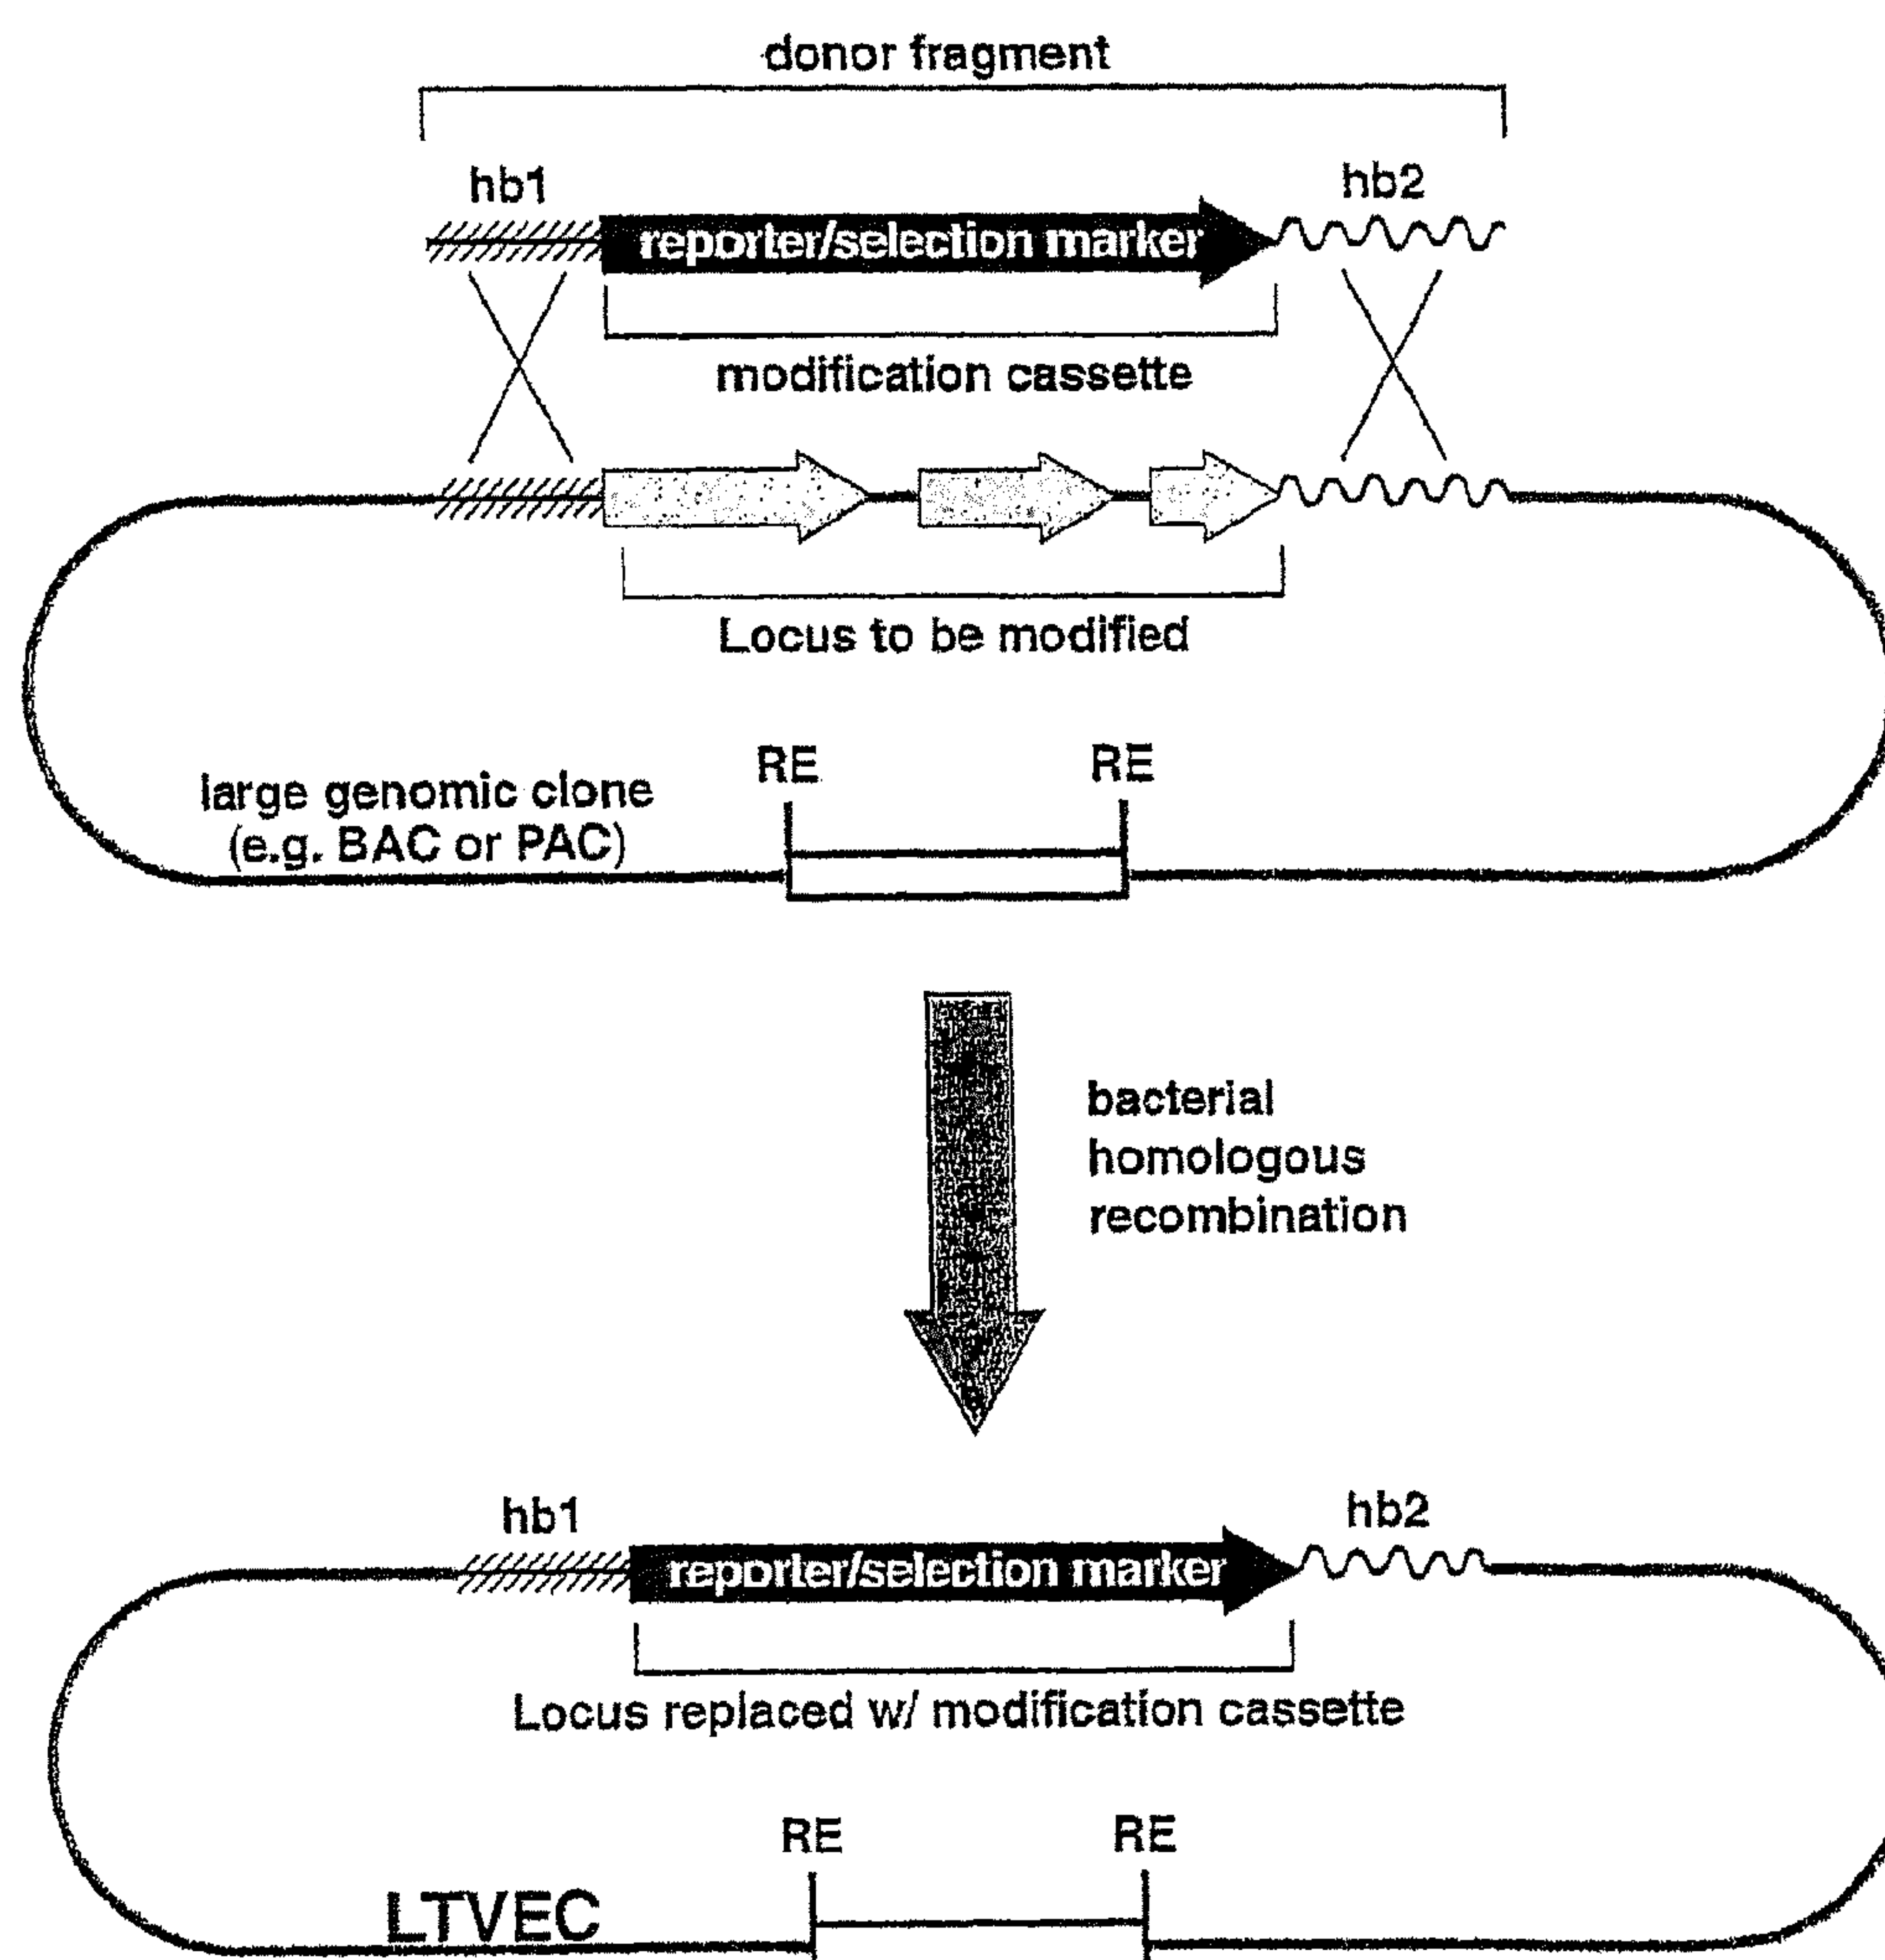 donor fragment
hb1
hb2
reporter/selection marker
modification cassette
Locus to be modified
RE
RE
large genomic clone
(e.g. BAC or PAC)
bacterial
homologous
recombination
hb1
hb2
reporter/selection marker
Locus replaced w/ modification cassette
RE
RE
LTVEC